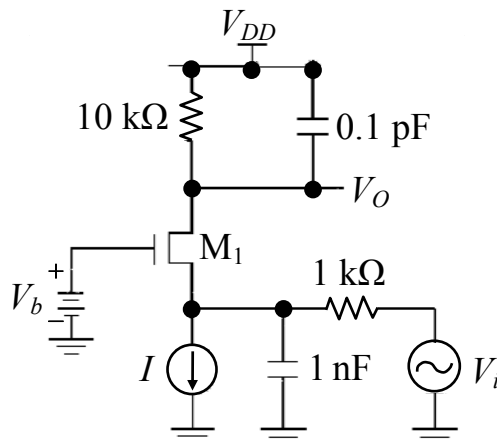 V_DD
10 kΩ
0.1 pF
V_O
M_1
+
V_b
−
1 kΩ
I
1 nF
V_i